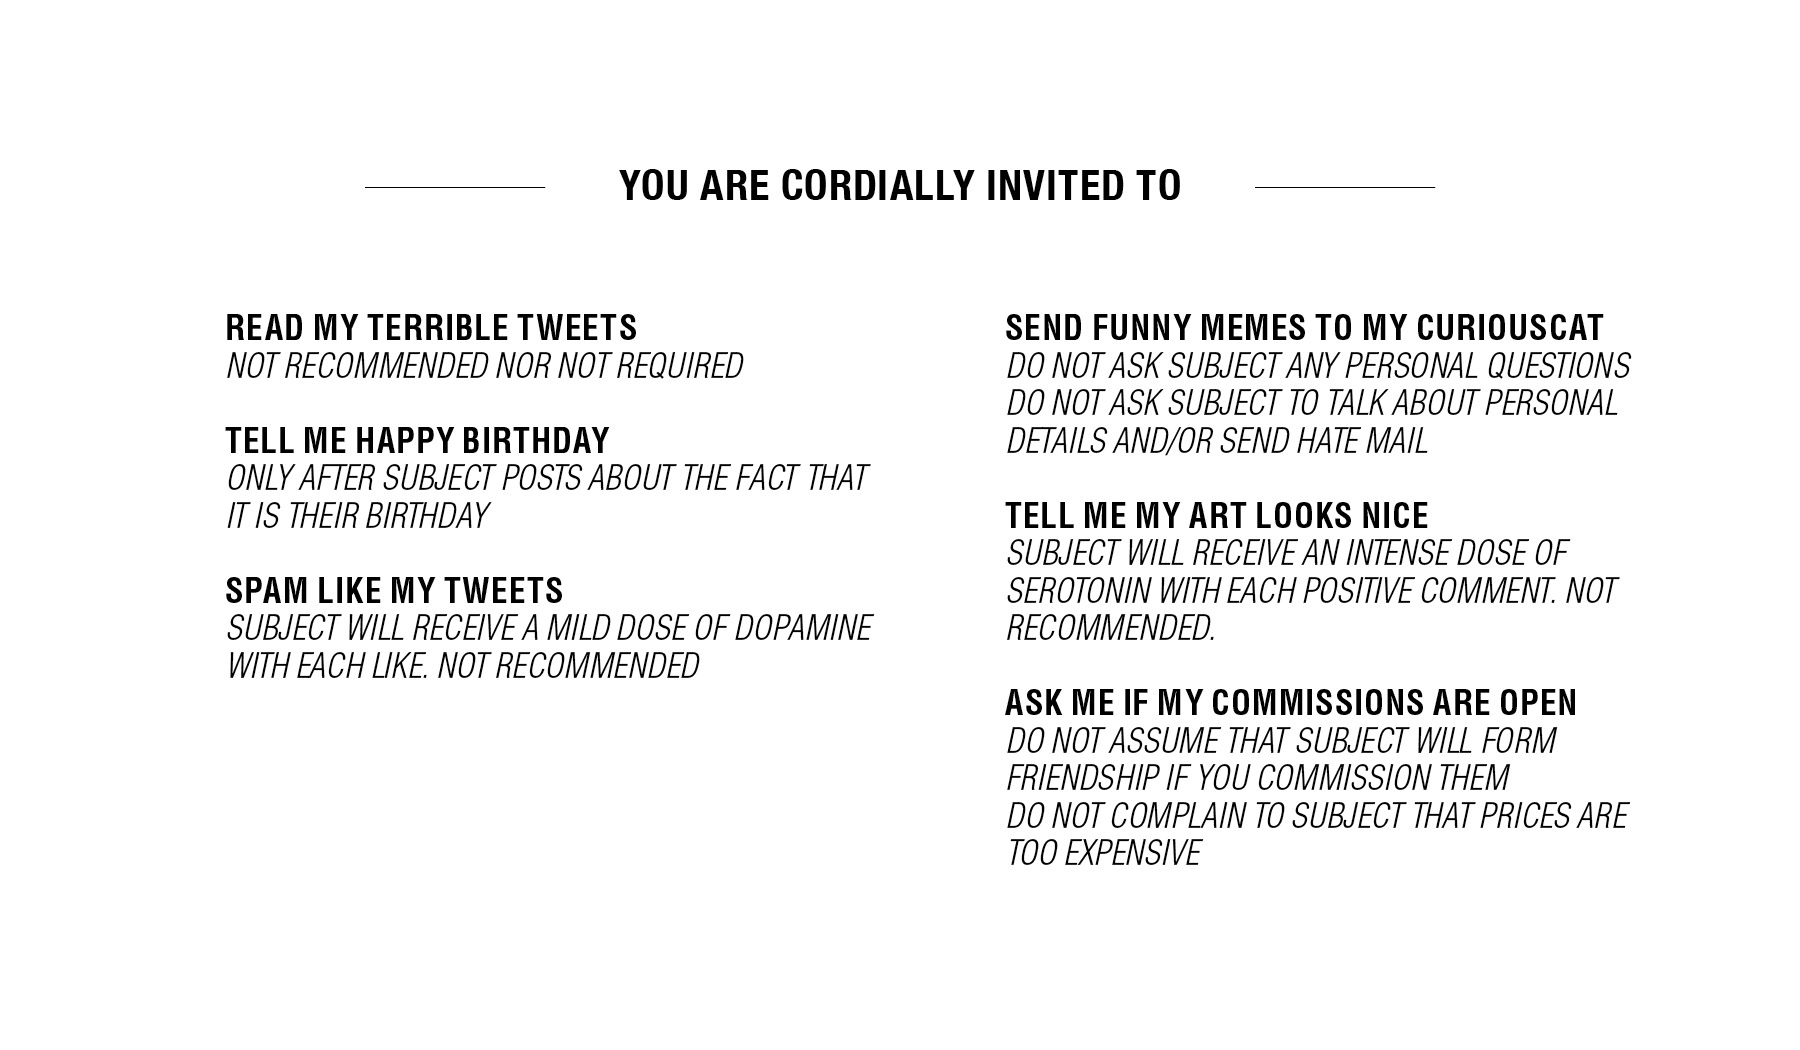 YOU ARE CORDIALLY INVITED TO
READ MY TERRIBLE TWEETS
NOT RECOMMENDED NOR NOT REQUIRED
TELL ME HAPPY BIRTHDAY
ONLY AFTER SUBJECT POSTS ABOUT THE FACT THAT
IT IS THEIR BIRTHDAY
SPAM LIKE MY TWEETS
SUBJECT WILL RECEIVE A MILD DOSE OF DOPAMINE
WITH EACH LIKE. NOT RECOMMENDED
SEND FUNNY MEMES TO MY CURIOUSCAT
DO NOT ASK SUBJECT ANY PERSONAL QUESTIONS
DO NOT ASK SUBJECT TO TALK ABOUT PERSONAL
DETAILS AND/OR SEND HATE MAIL
TELL ME MY ART LOOKS NICE
SUBJECT WILL RECEIVE AN INTENSE DOSE OF
SEROTONIN WITH EACH POSITIVE COMMENT. NOT
RECOMMENDED.
ASK ME IF MY COMMISSIONS ARE OPEN
DO NOT ASSUME THAT SUBJECT WILL FORM
FRIENDSHIP IF YOU COMMISSION THEM
DO NOT COMPLAIN TO SUBJECT THAT PRICES ARE
TOO EXPENSIVE